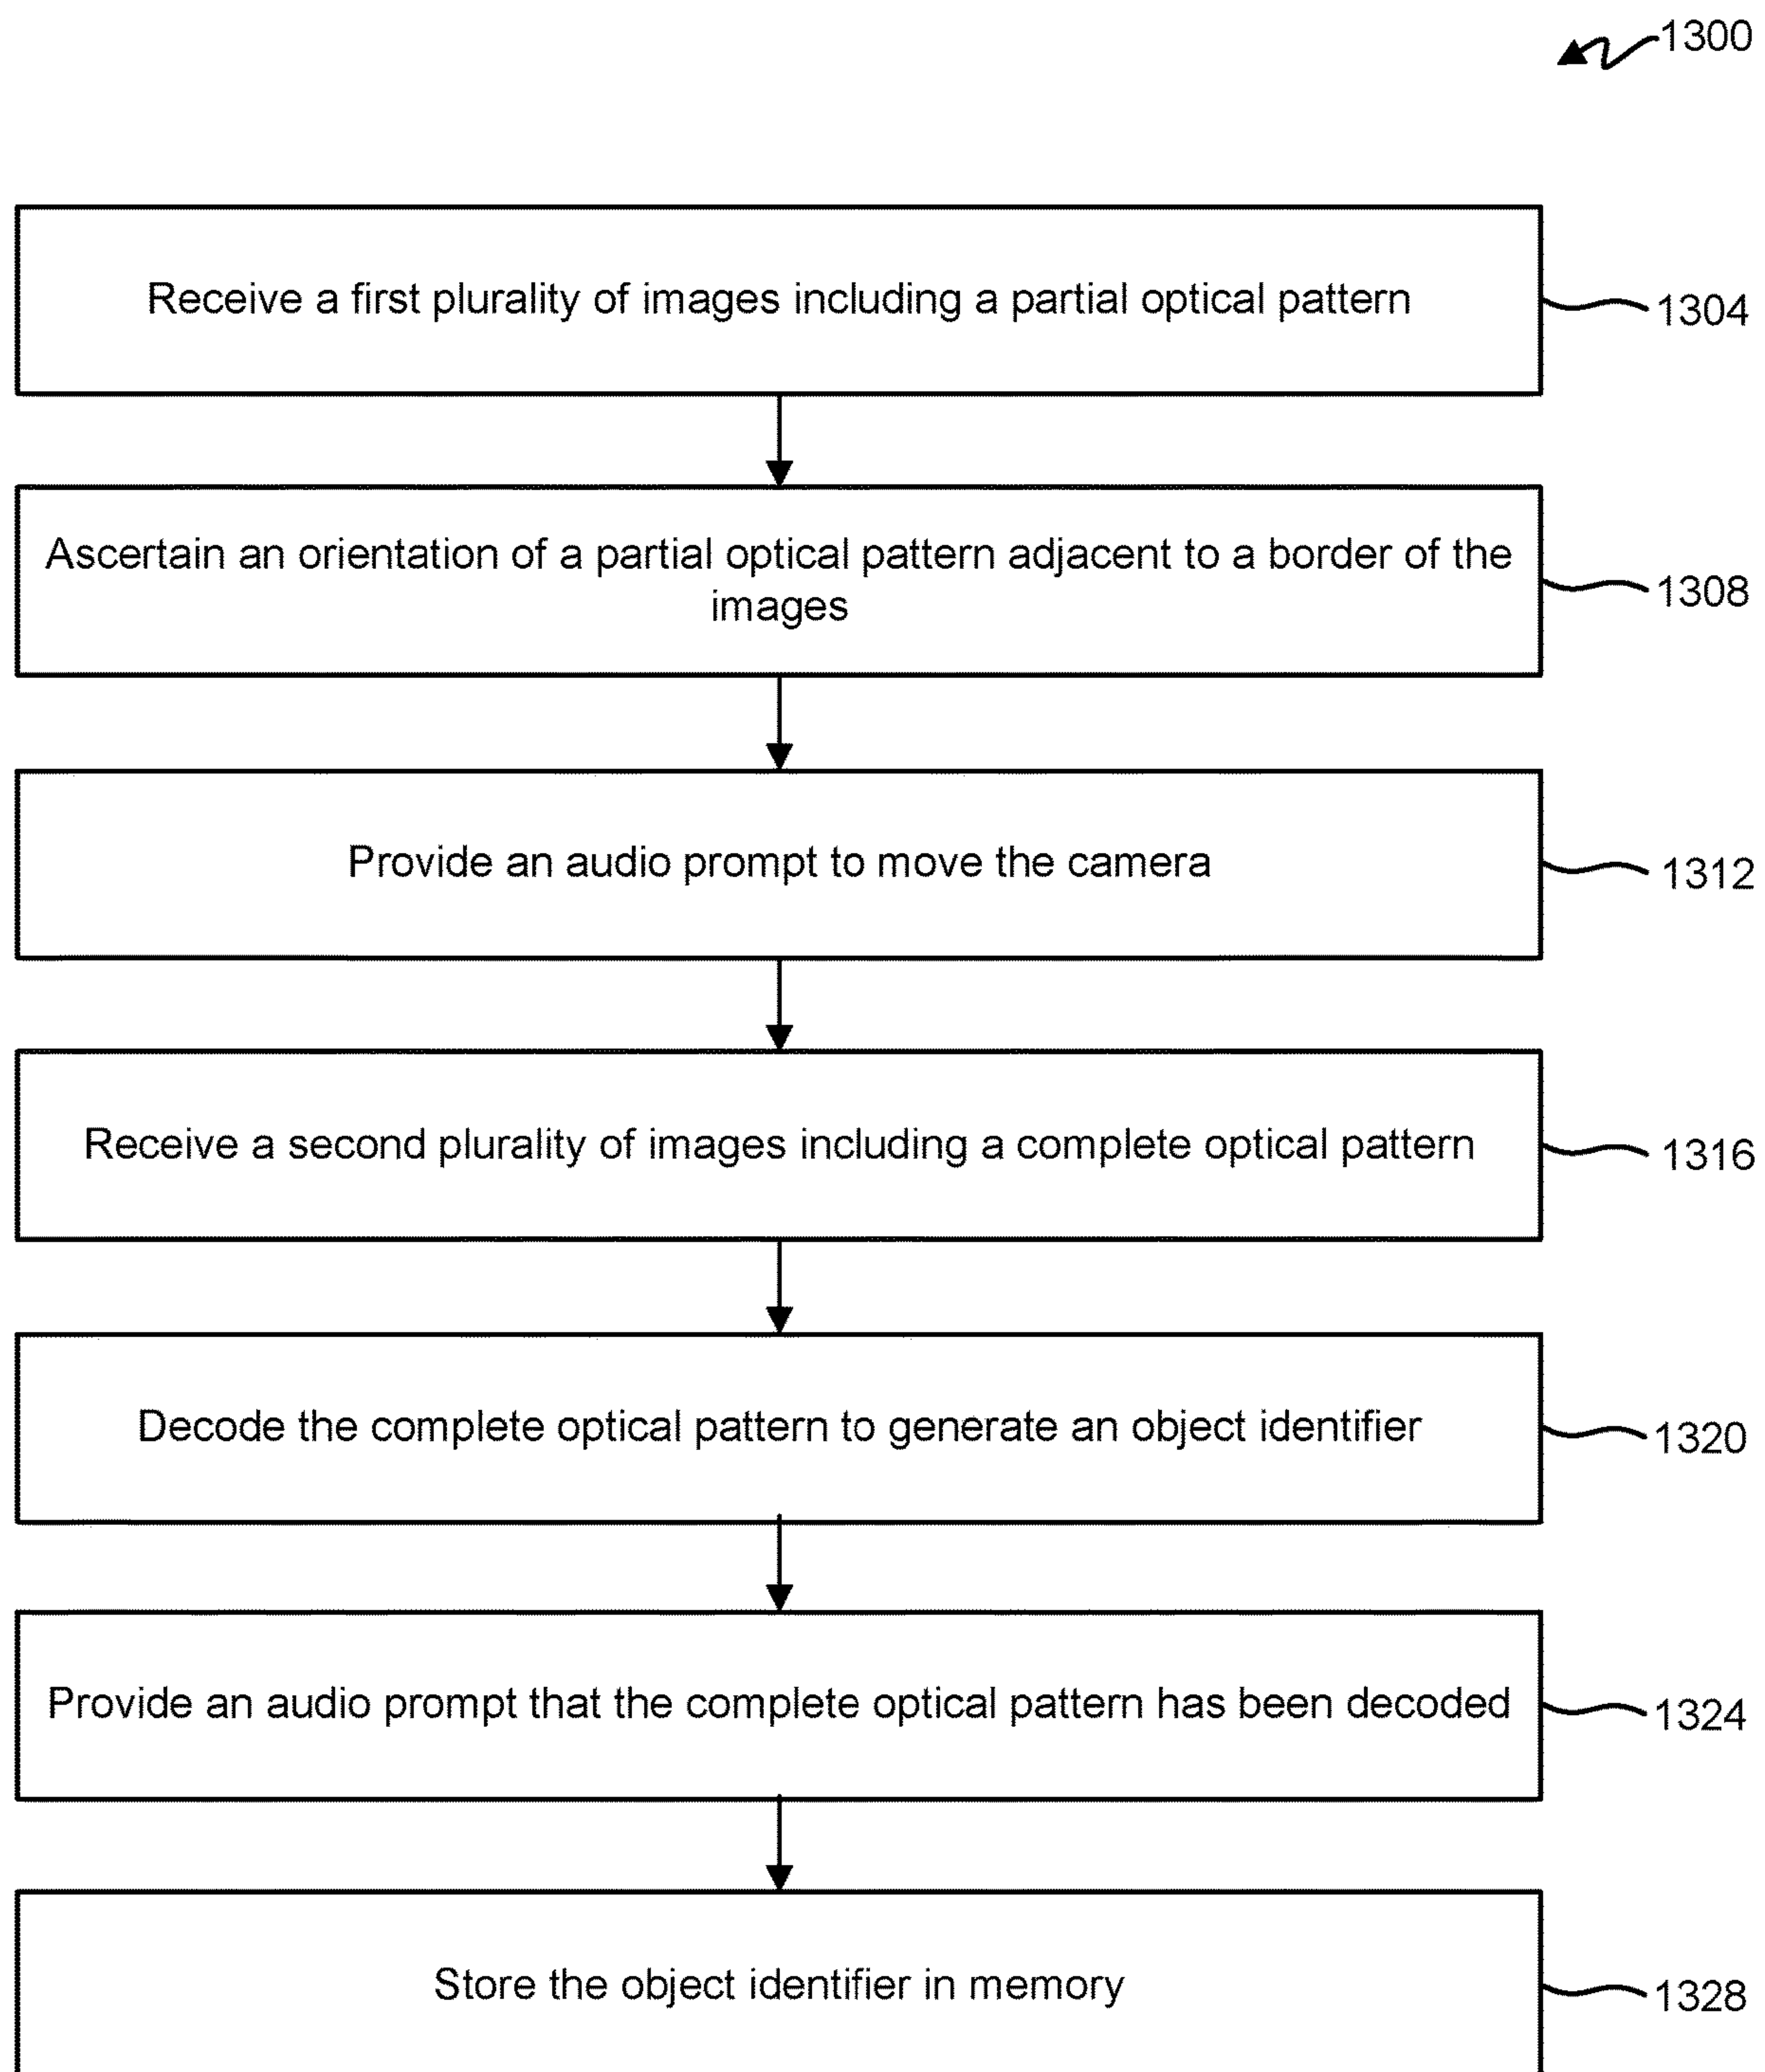 1300
Receive a first plurality of images including a partial optical pattern
1304
Ascertain an orientation of a partial optical pattern adjacent to a border of the
images
1308
Provide an audio prompt to move the camera
1312
Receive a second plurality of images including a complete optical pattern
1316
Decode the complete optical pattern to generate an object identifier
1320
Provide an audio prompt that the complete optical pattern has been decoded
1324
Store the object identifier in memory
1328